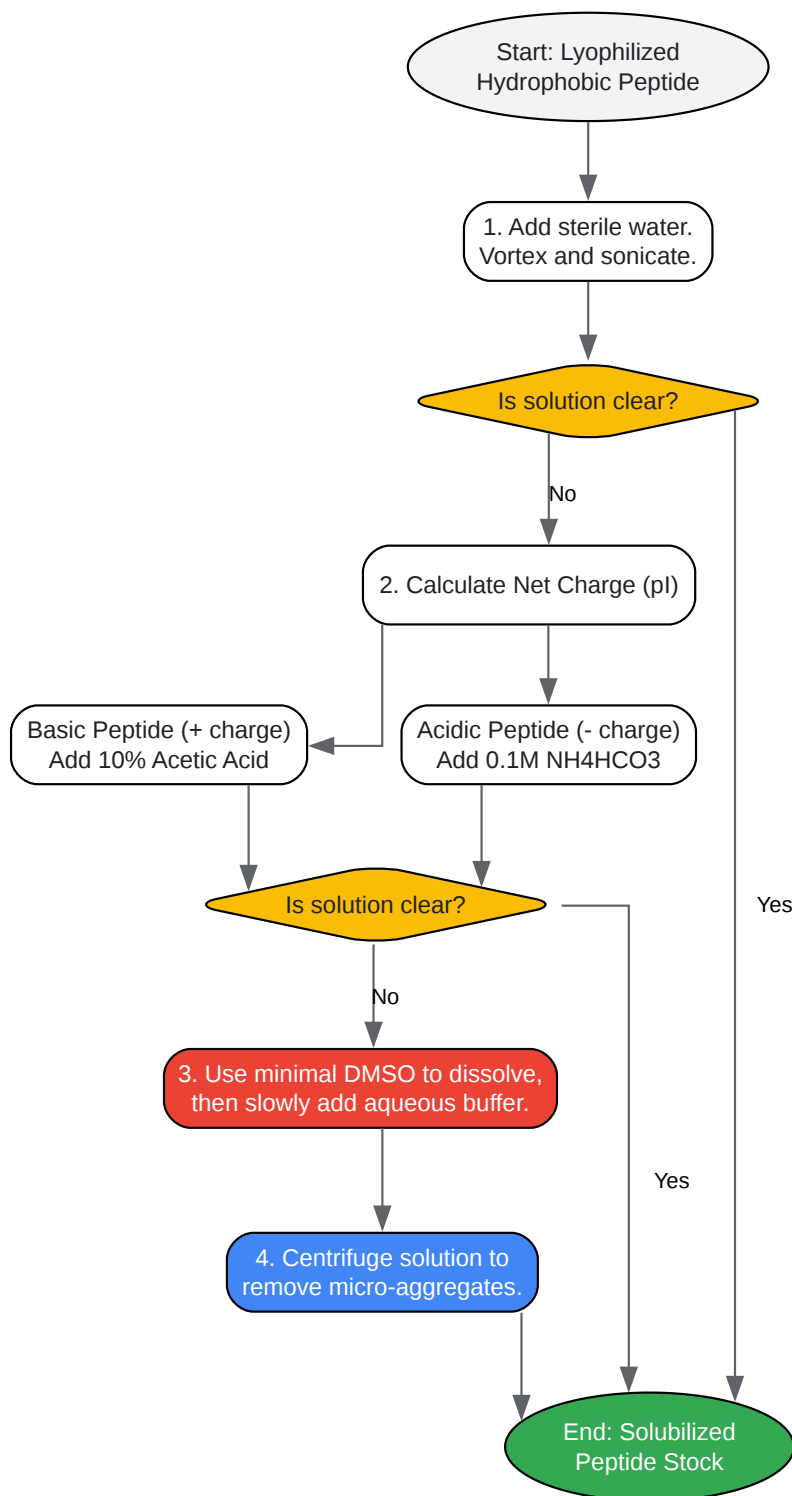 Start: Lyophilized
Hydrophobic Peptide
1. Add sterile water.
Vortex and sonicate.
Is solution clear?
No
2. Calculate Net Charge (pI)
Basic Peptide (+ charge)
Add 10% Acetic Acid
Acidic Peptide (- charge)
Add 0.1M NH4HCO3
Is solution clear?
Yes
No
3. Use minimal DMSO to dissolve,
then slowly add aqueous buffer.
Yes
4. Centrifuge solution to
remove micro-aggregates.
End: Solubilized
Peptide Stock